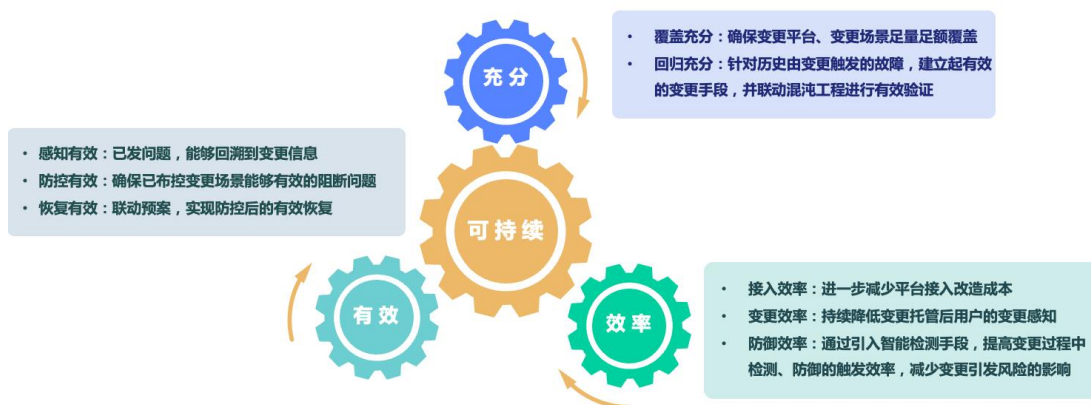 充分
• 覆盖充分：确保变更平台、变更场景足量足额覆盖
• 回归充分：针对历史由变更触发的故障，建立起有效
的变更手段，并联动混沌工程进行有效验证
• 感知有效：已发问题，能够回溯到变更信息
• 防控有效：确保已布控变更场景能够有效的阻断问题
• 恢复有效：联动预案，实现防控后的有效恢复
可持续
有效
效率
• 接入效率：进一步减少平台接入改造成本
• 变更效率：持续降低变更托管后用户的变更感知
• 防御效率：通过引入智能检测手段，提高变更过程中
检测、防御的触发效率，减少变更引发风险的影响